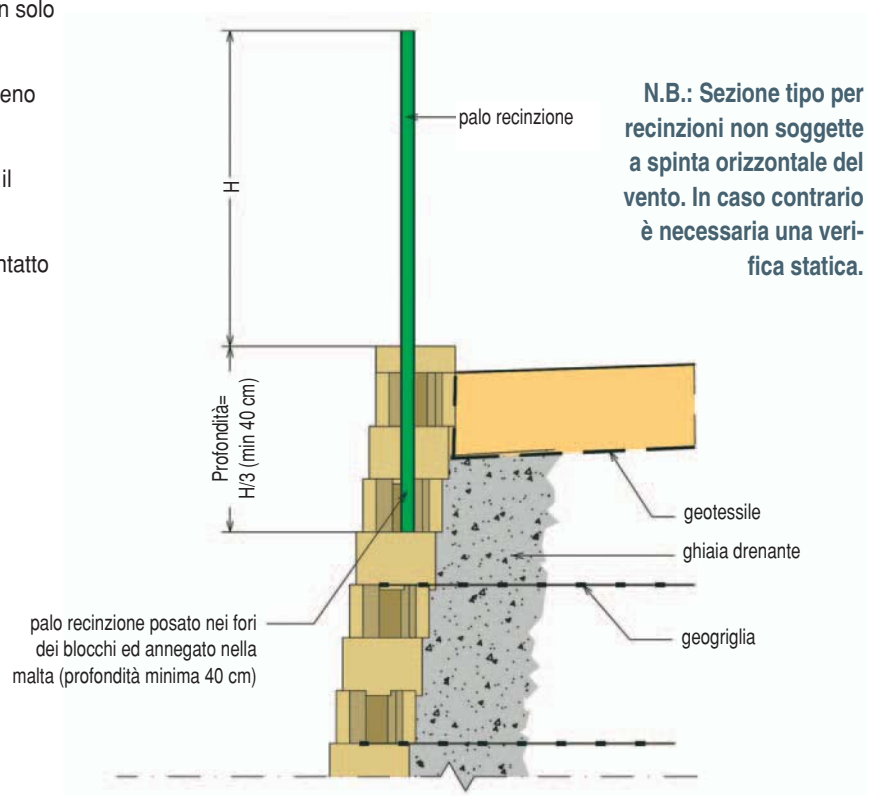 n solo
eno
il
ntatto
palo recinzione
N.B.: Sezione tipo per
recinzioni non soggette
a spinta orizzontale del
vento. In caso contrario
è necessaria una veri-
fica statica.
H
Profondità=
H/3 (min 40 cm)
geotessile
ghiaia drenante
geogriglia
palo recinzione posato nei fori
dei blocchi ed annegato nella
malta (profondità minima 40 cm)